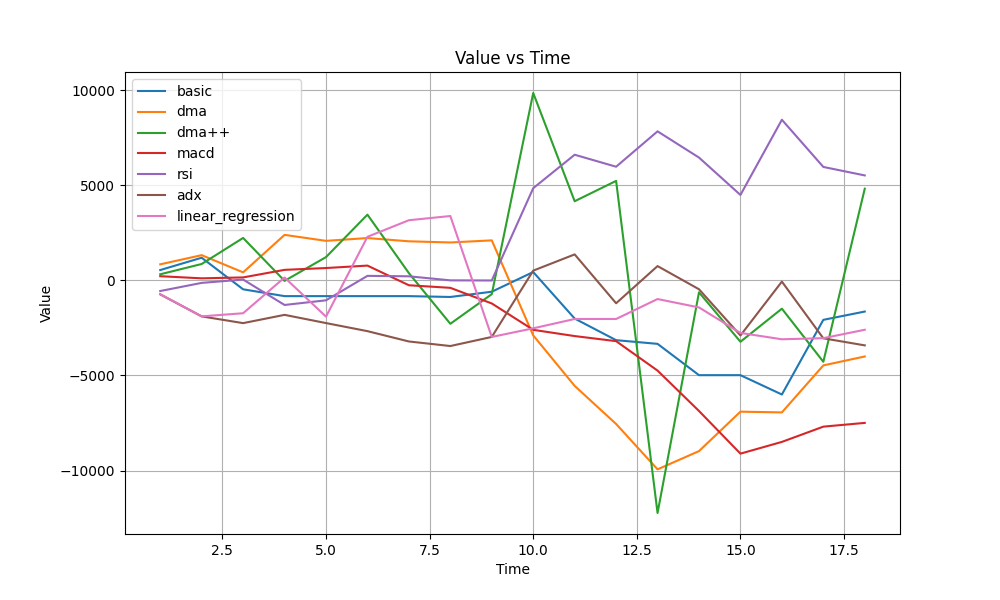 Value vs Time
basic
dma
dma++
macd
rsi
adx
linear_regression
10000
5000
0
−5000
−10000
Value
2.5 5.0 7.5 10.0 12.5 15.0 17.5
Time